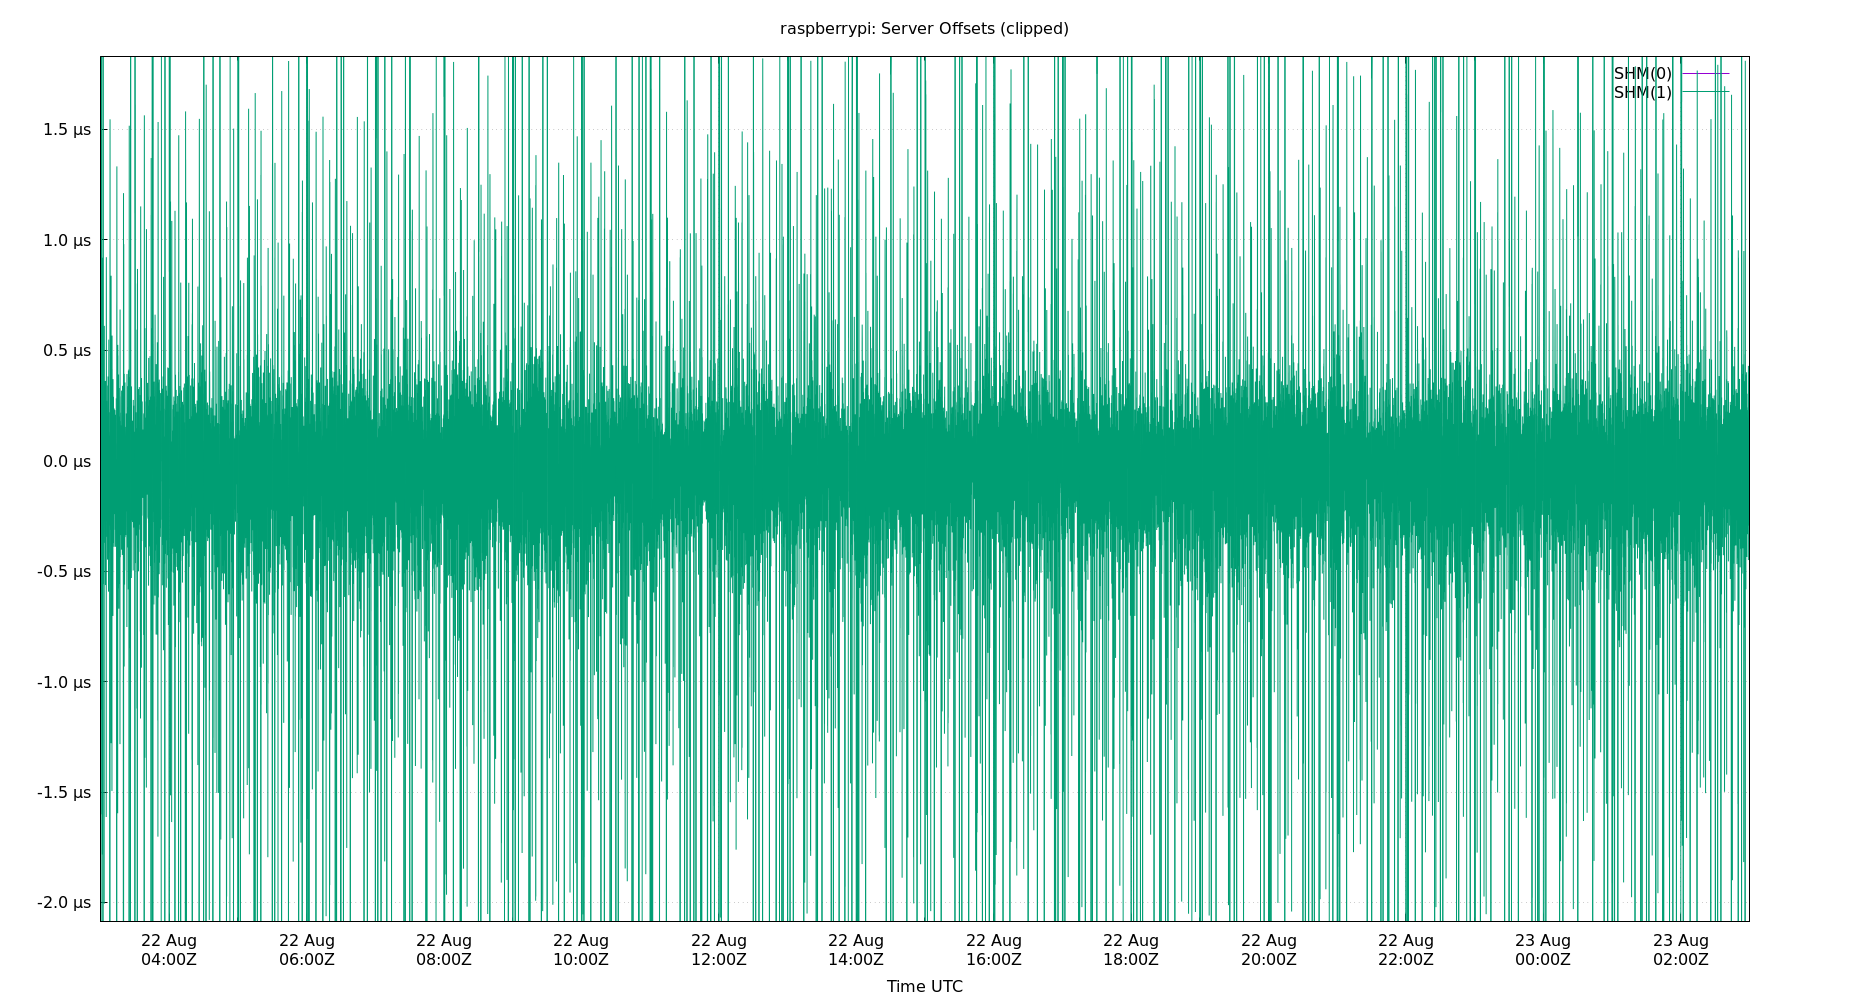 raspberrypi: Server Offsets (clipped)
SHM(0)
SHM(1)
1.5 µs
1.0 µs
0.5 µs
0.0 µs
-0.5 µs
-1.0 µs
-1.5 µs
-2.0 µs
22 Aug 22 Aug 22 Aug 22 Aug 22 Aug 22 Aug 22 Aug 22 Aug 22 Aug 22 Aug 23 Aug 23 Aug
04:00Z 06:00Z 08:00Z 10:00Z 12:00Z 14:00Z 16:00Z 18:00Z 20:00Z 22:00Z 00:00Z 02:00Z
Time UTC